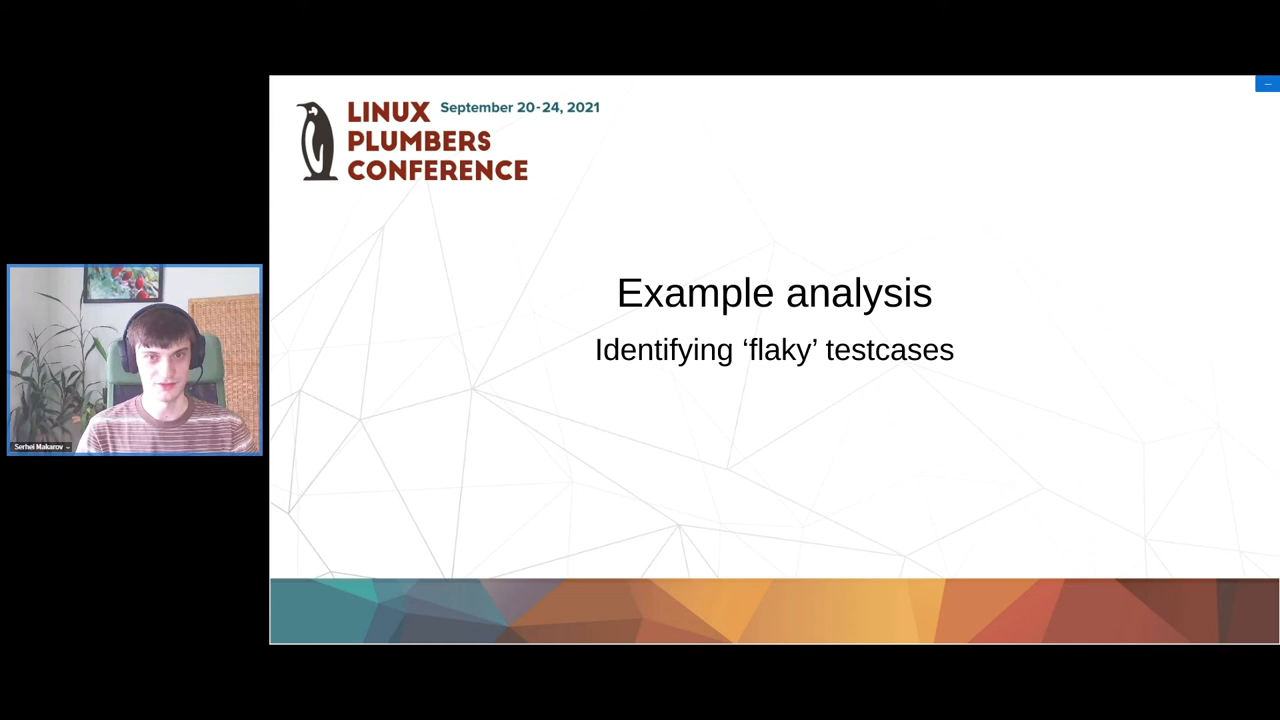 LINUX September 20-24, 2021
PLUMBERS
CONFERENCE
Example analysis
Identifying ‘flaky’ testcases
Serhei Makarov